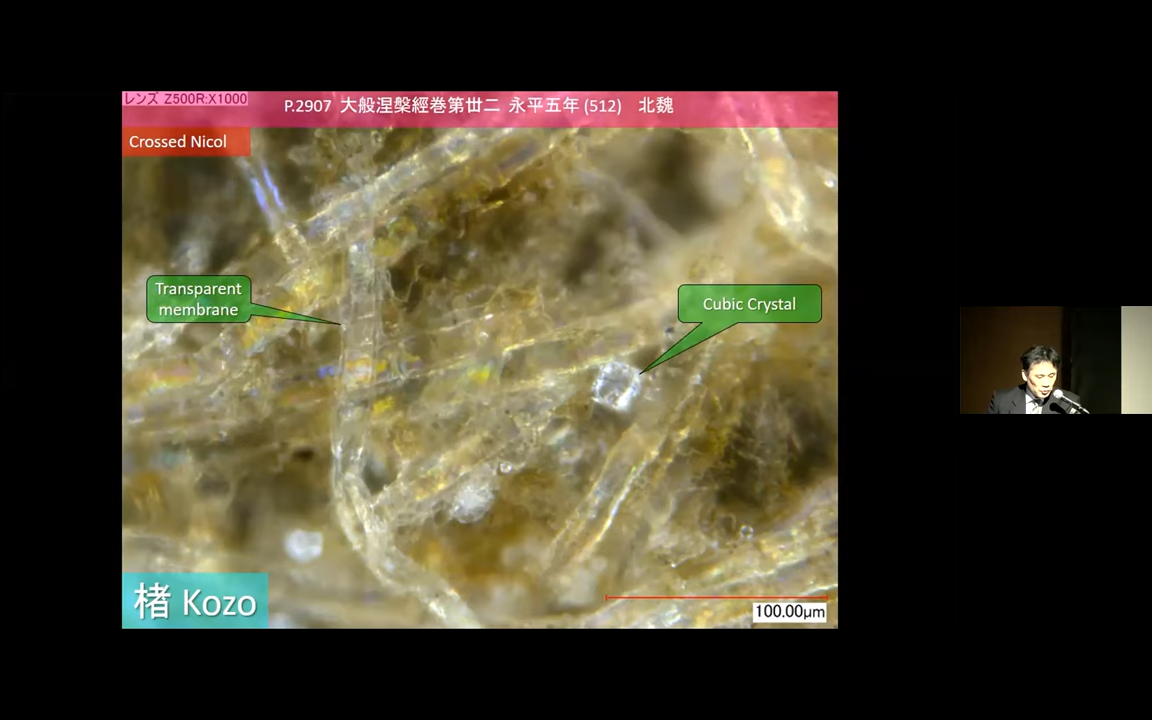 レンズ Z500R:X1000
P.2907 大般涅槃經巻第丗二 永平五年 (512) 北魏
Crossed Nicol
Transparent
membrane
Cubic Crystal
楮 Kozo
100.00μm